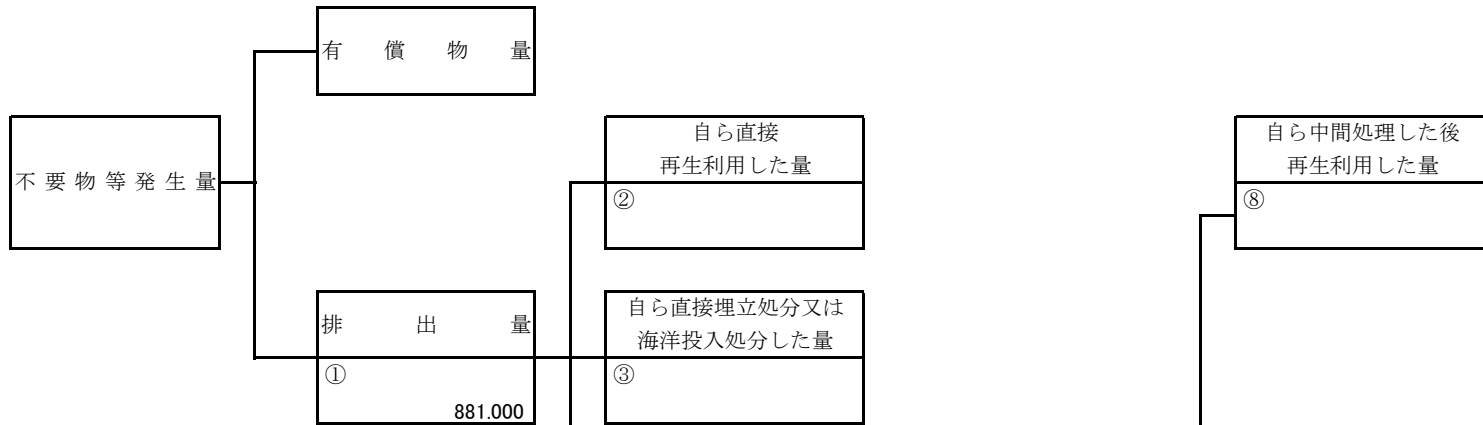 有償物量
自ら直接
再生利用した量
自ら中間処理した後
再生利用した量
不要物等発生量
②
⑧
排出量
自ら直接埋立処分又は
海洋投入処分した量
①
③
881.000